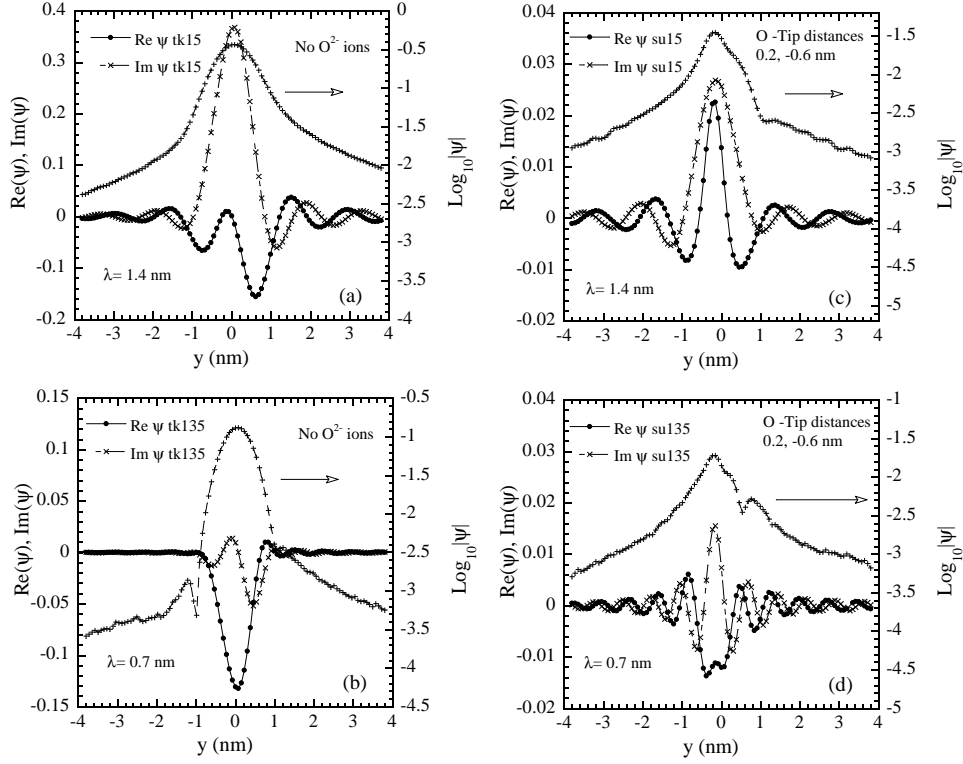 Re ψ tk15
Im ψ tk15
No O2- ions
Re(ψ), Im(ψ)
Log10|ψ|
0.4
0.3
0.2
0.1
0
-0.1
-0.2
0
-0.5
-1
-1.5
-2
-2.5
-3
-3.5
-4
λ= 1.4 nm
(a)
-4 -3 -2 -1 0 1 2 3 4
y (nm)
Re ψ su15
Im ψ su15
O -Tip distances
0.2, -0.6 nm
Re(ψ), Im(ψ)
Log10|ψ|
0.04
0.03
0.02
0.01
0
-0.01
-0.02
-1.5
-2
-2.5
-3
-3.5
-4
-4.5
-5
λ= 1.4 nm
(c)
-4 -3 -2 -1 0 1 2 3 4
y (nm)
Re ψ tk135
Im ψ tk135
No O2- ions
Re(ψ), Im(ψ)
Log10|ψ|
0.15
0.1
0.05
0
-0.05
-0.1
-0.15
-0.5
-1
-1.5
-2
-2.5
-3
-3.5
-4
-4.5
λ= 0.7 nm
(b)
-4 -3 -2 -1 0 1 2 3 4
y (nm)
Re ψ su135
Im ψ su135
O -Tip distances
0.2, -0.6 nm
Re(ψ), Im(ψ)
Log10|ψ|
0.04
0.03
0.02
0.01
0
-0.01
-0.02
-1
-1.5
-2
-2.5
-3
-3.5
-4
-4.5
-5
λ= 0.7 nm
(d)
-4 -3 -2 -1 0 1 2 3 4
y (nm)